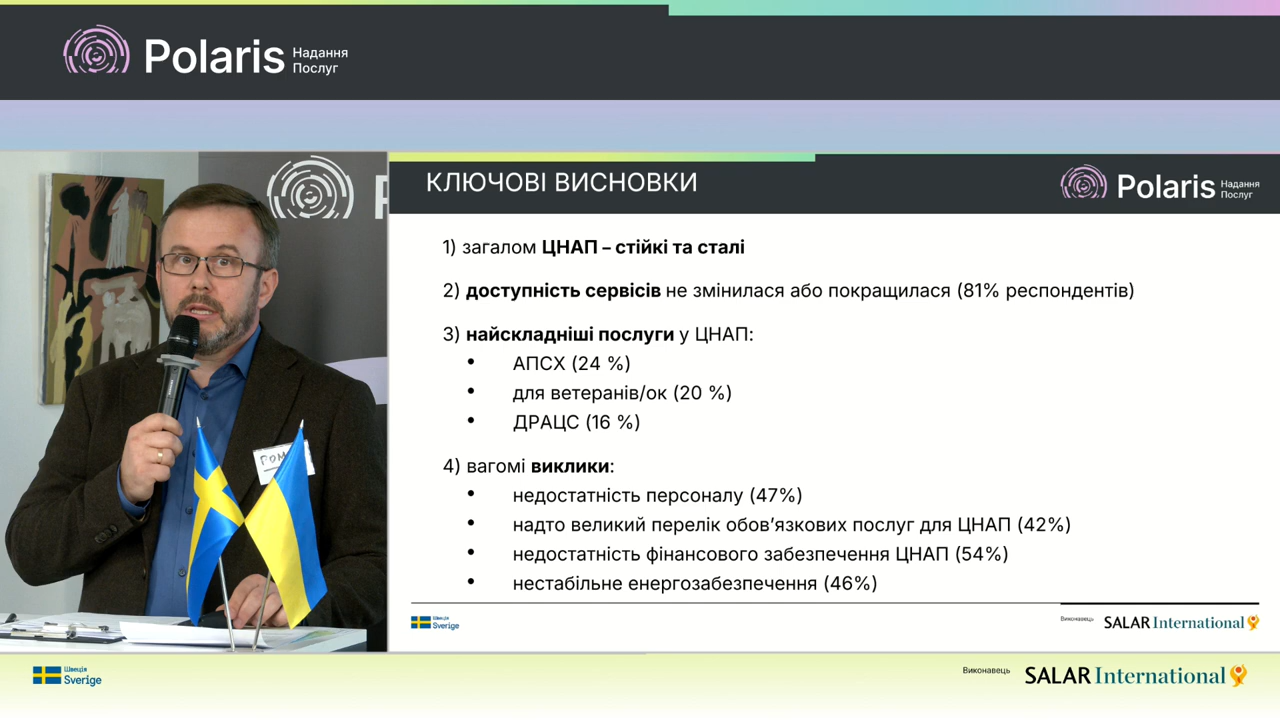 Polaris Надання
Послуг
КЛЮЧОВІ ВИСНОВКИ
Polaris Надання
Послуг
1) загалом ЦНАП – стійкі та сталі
2) доступність сервісів не змінилася або покращилася (81% респондентів)
3) найскладніші послуги у ЦНАП:
• АПСХ (24 %)
• для ветеранів/ок (20 %)
• ДРАЦС (16 %)
4) вагомі виклики:
• недостатність персоналу (47%)
• надто великий перелік обов’язкових послуг для ЦНАП (42%)
• недостатність фінансового забезпечення ЦНАП (54%)
• нестабільне енергозабезпечення (46%)
Швеція
Sverige
Виконавець SALAR International
Швеція
Sverige
Виконавець SALAR International